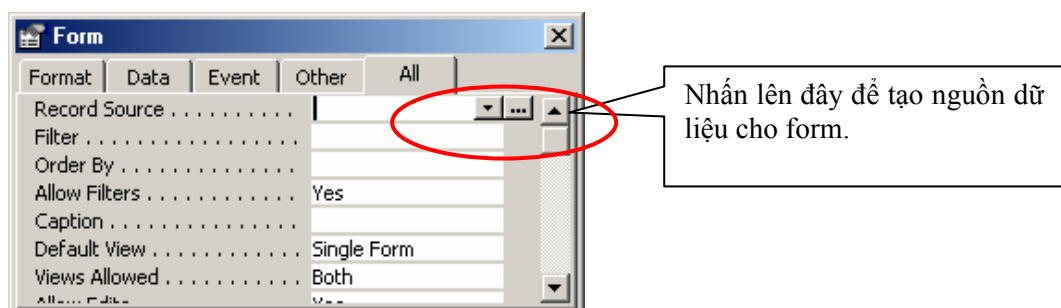 Form
Format Data Event Other All
Record Source . . . . . . . . . . ...
Filter . . . . . . . . . . . . . . . . . .
Order By . . . . . . . . . . . . . . .
Allow Filters . . . . . . . . . . . . Yes
Caption . . . . . . . . . . . . . . . .
Default View . . . . . . . . . . . . Single Form
Views Allowed . . . . . . . . . . . Both
Nhấn lên đây để tạo nguồn dữ
liệu cho form.